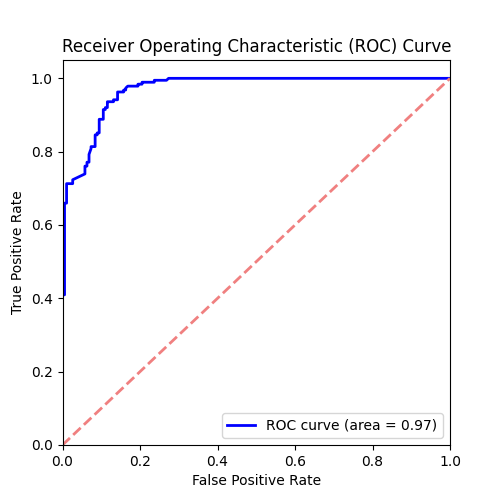 Receiver Operating Characteristic (ROC) Curve
1.0
0.8
0.6
0.4
0.2
0.0
True Positive Rate
ROC curve (area = 0.97)
0.0 0.2 0.4 0.6 0.8 1.0
False Positive Rate